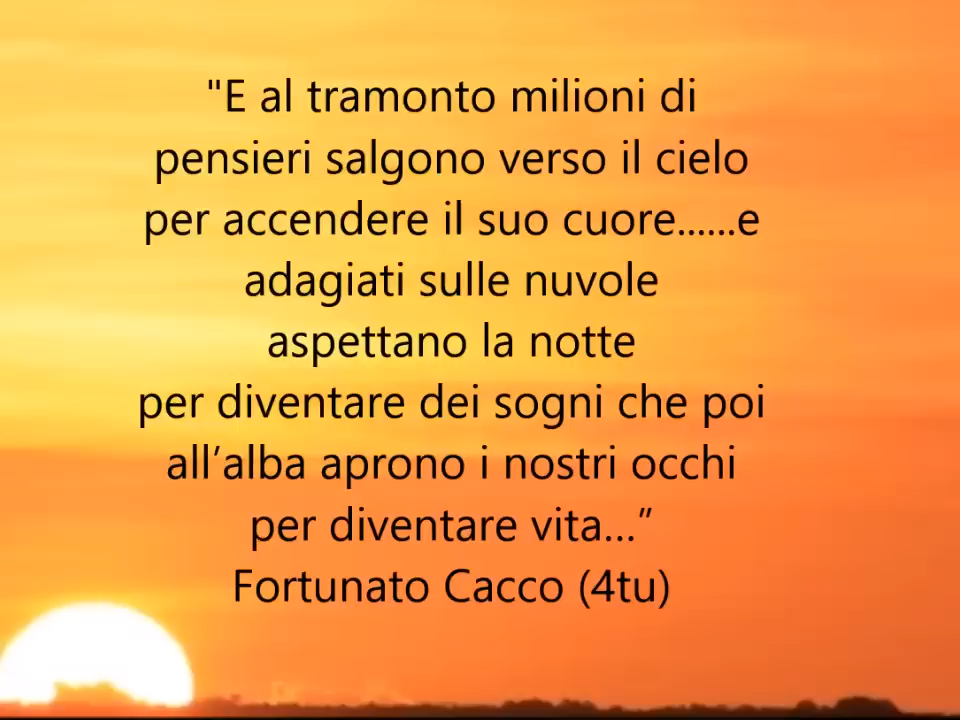 "E al tramonto milioni di
pensieri salgono verso il cielo
per accendere il suo cuore......e
adagiati sulle nuvole
aspettano la notte
per diventare dei sogni che poi
all’alba aprono i nostri occhi
per diventare vita…”
Fortunato Cacco (4tu)